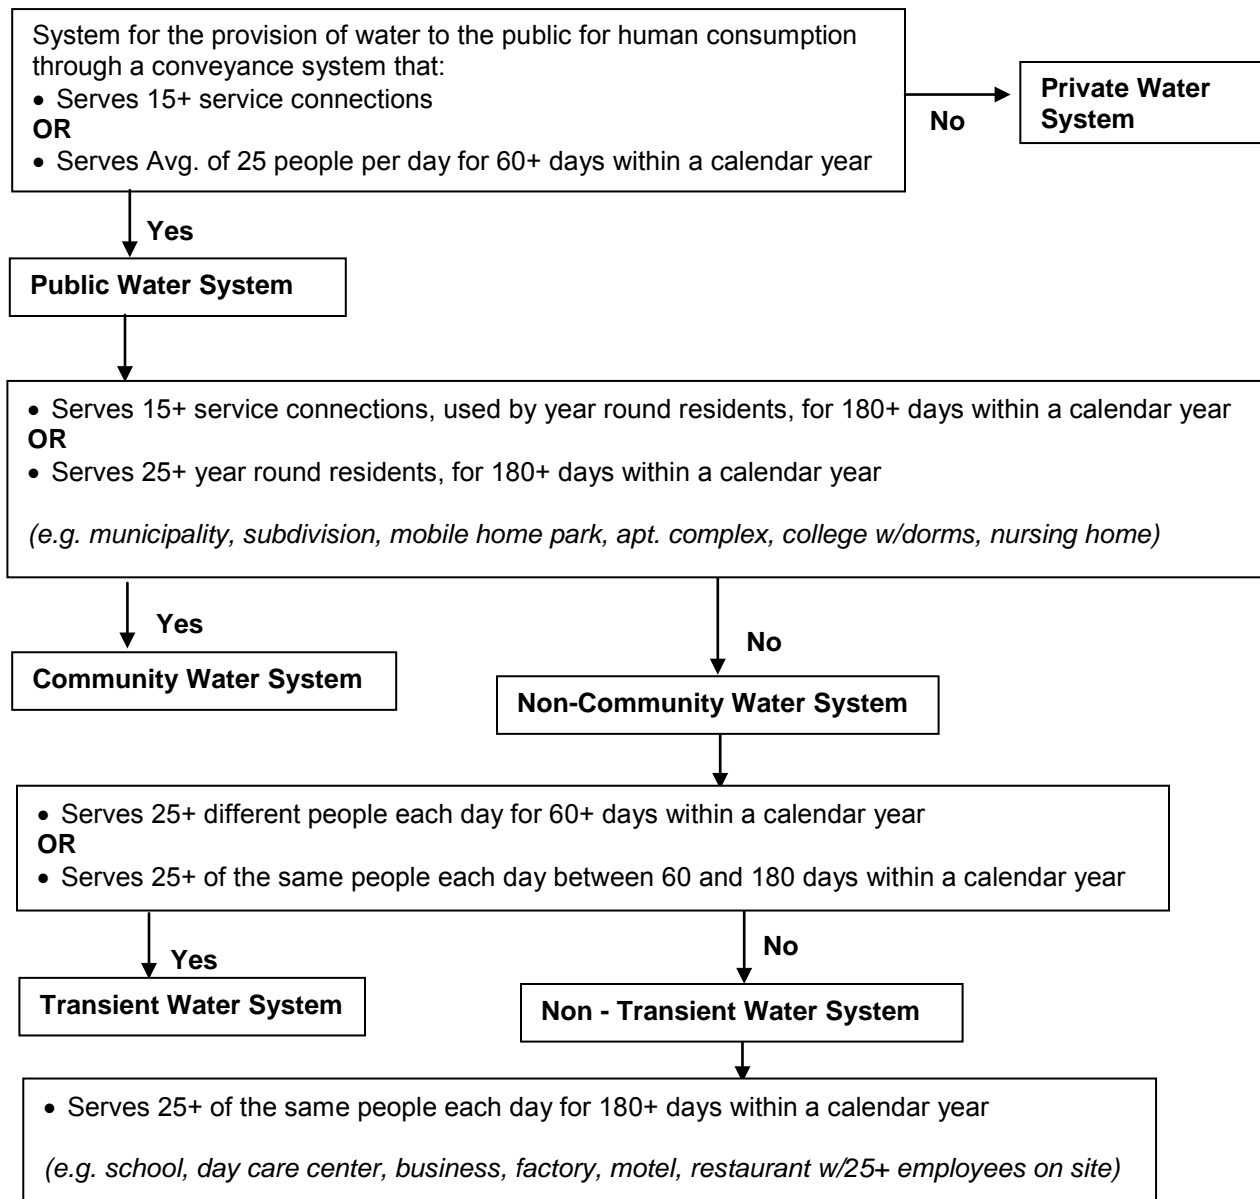 System for the provision of water to the public for human consumption
through a conveyance system that:
• Serves 15+ service connections
OR
• Serves Avg. of 25 people per day for 60+ days within a calendar year
No
Private Water
System
Yes
Public Water System
• Serves 15+ service connections, used by year round residents, for 180+ days within a calendar year
OR
• Serves 25+ year round residents, for 180+ days within a calendar year
(e.g. municipality, subdivision, mobile home park, apt. complex, college w/dorms, nursing home)
Yes
No
Community Water System
Non-Community Water System
• Serves 25+ different people each day for 60+ days within a calendar year
OR
• Serves 25+ of the same people each day between 60 and 180 days within a calendar year
Yes
No
Transient Water System
Non - Transient Water System
• Serves 25+ of the same people each day for 180+ days within a calendar year
(e.g. school, day care center, business, factory, motel, restaurant w/25+ employees on site)